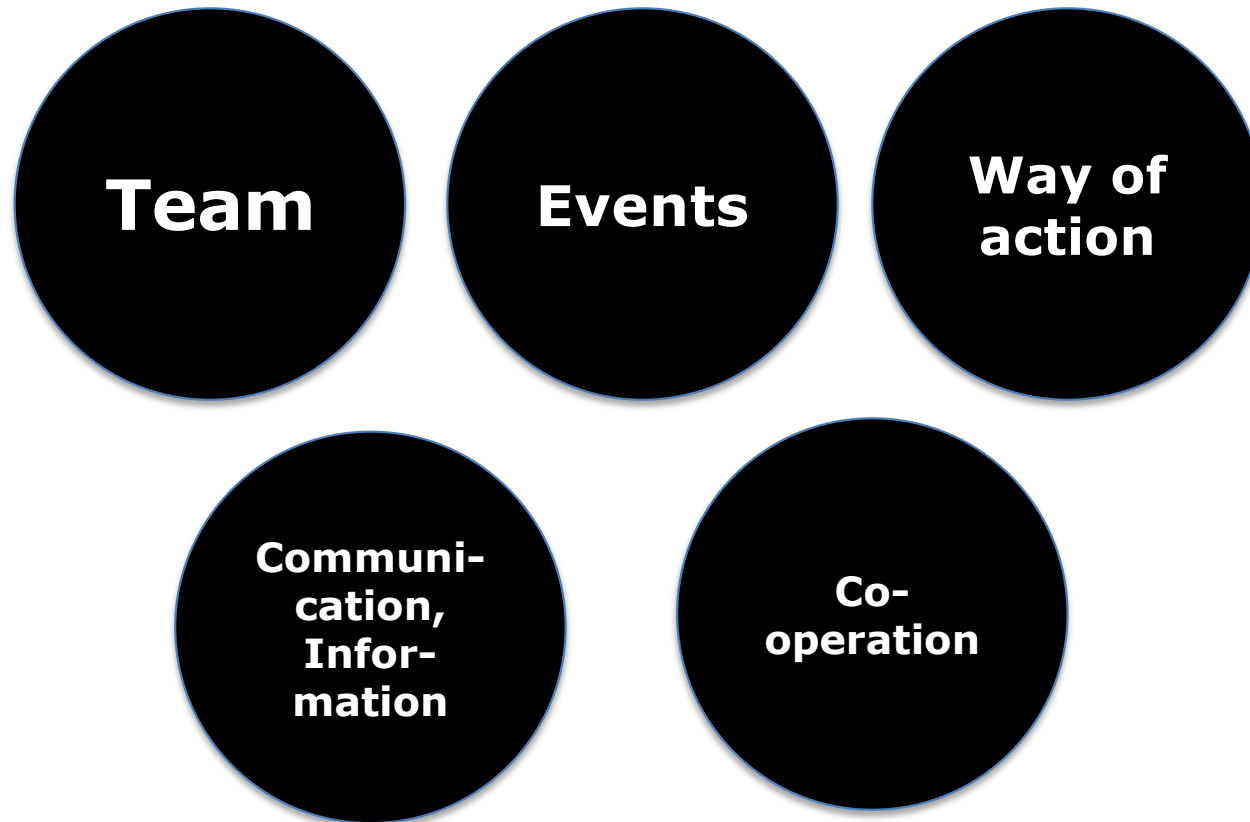 Team
Events
Way of
action
Communi-
cation,
Infor-
mation
Co-
operation